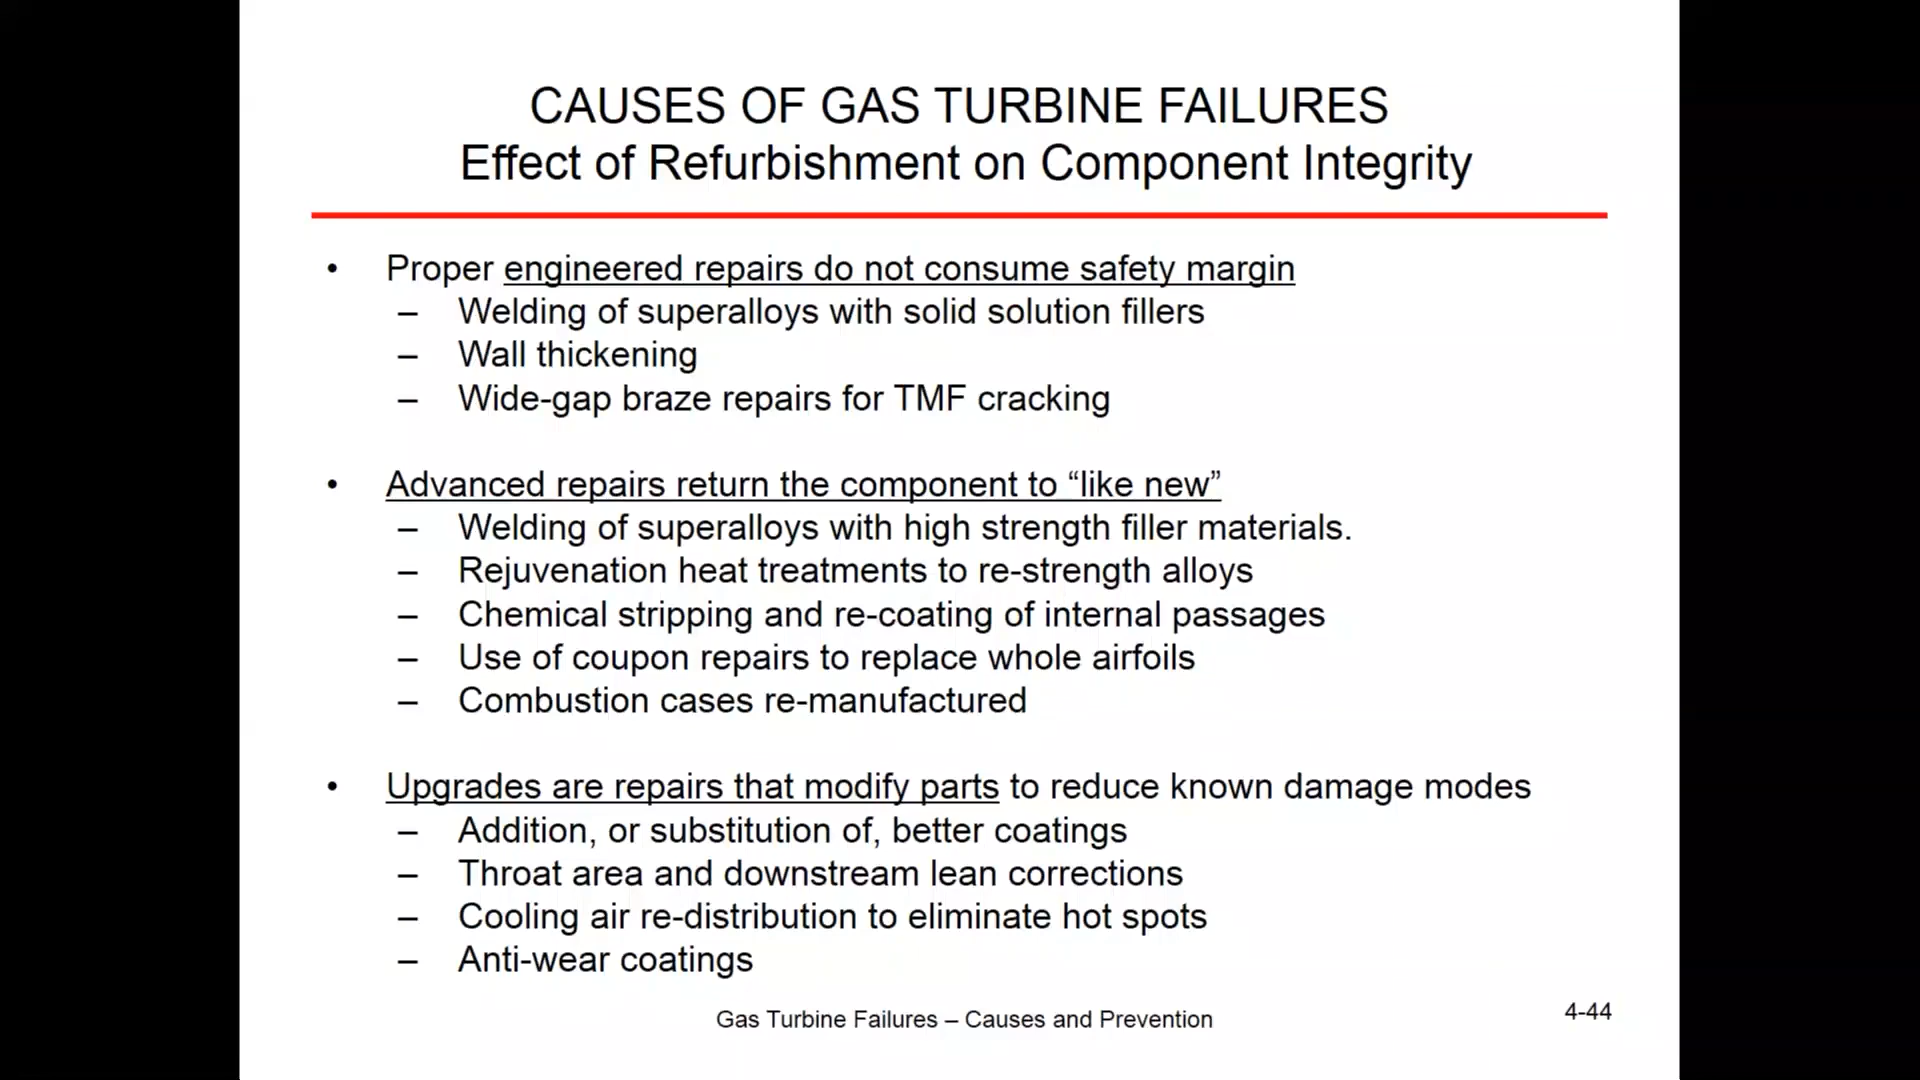 CAUSES OF GAS TURBINE FAILURES
Effect of Refurbishment on Component Integrity
• Proper engineered repairs do not consume safety margin
– Welding of superalloys with solid solution fillers
– Wall thickening
– Wide-gap braze repairs for TMF cracking
• Advanced repairs return the component to “like new”
– Welding of superalloys with high strength filler materials.
– Rejuvenation heat treatments to re-strength alloys
– Chemical stripping and re-coating of internal passages
– Use of coupon repairs to replace whole airfoils
– Combustion cases re-manufactured
• Upgrades are repairs that modify parts to reduce known damage modes
– Addition, or substitution of, better coatings
– Throat area and downstream lean corrections
– Cooling air re-distribution to eliminate hot spots
– Anti-wear coatings
Gas Turbine Failures – Causes and Prevention
4-44